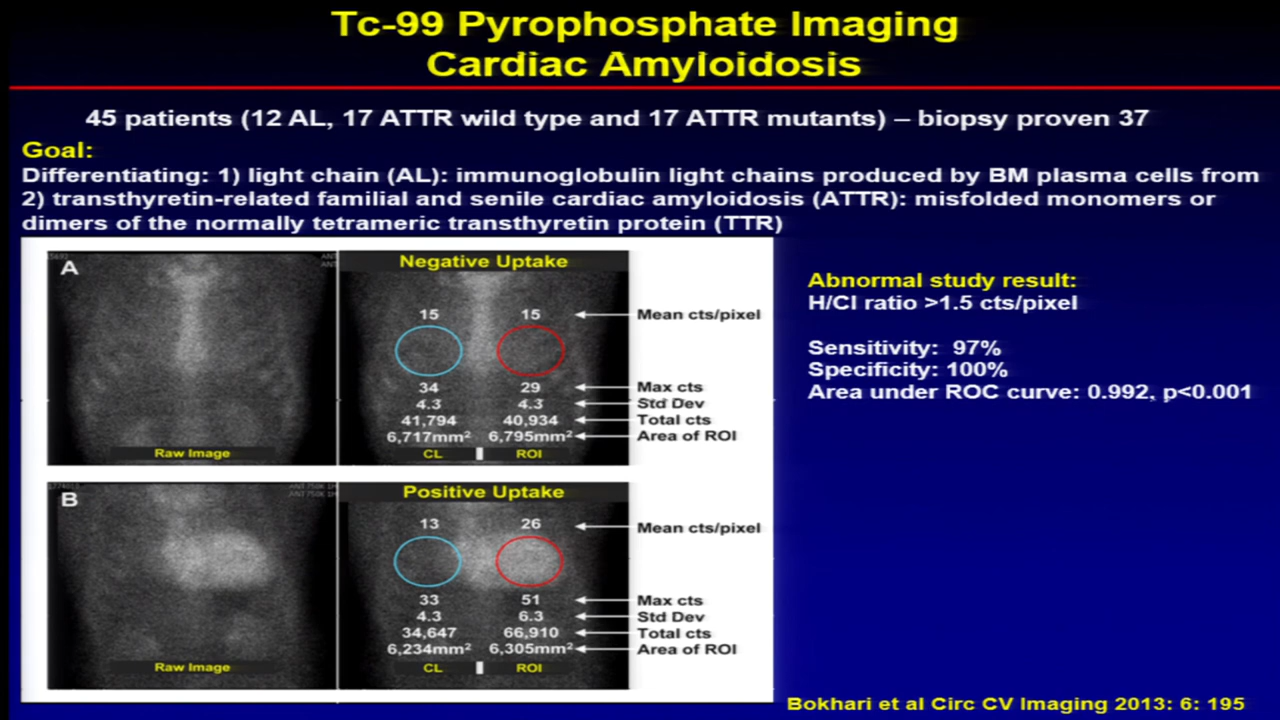 Tc-99 Pyrophosphate Imaging
Cardiac Amyloidosis
45 patients (12 AL, 17 ATTR wild type and 17 ATTR mutants) – biopsy proven 37
Goal:
Differentiating: 1) light chain (AL): immunoglobulin light chains produced by BM plasma cells from
2) transthyretin-related familial and senile cardiac amyloidosis (ATTR): misfolded monomers or
dimers of the normally tetrameric transthyretin protein (TTR)
A
Raw Image
Negative Uptake
15 15 Mean cts/pixel
34 29 Max cts
4.3 4.3 Std Dev
41,794 40,934 Total cts
6,717mm² 6,795mm² Area of ROI
CL ROI
B
ANT 750K 1H
Raw Image
Positive Uptake
13 26 Mean cts/pixel
33 51 Max cts
4.3 6.3 Std Dev
34,647 66,910 Total cts
6,234mm² 6,305mm² Area of ROI
CL ROI
Abnormal study result:
H/Cl ratio >1.5 cts/pixel
Sensitivity: 97%
Specificity: 100%
Area under ROC curve: 0.992, p<0.001
Bokhari et al Circ CV Imaging 2013: 6: 195